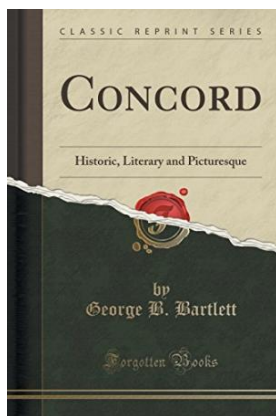 CLASSIC REPRINT SERIES
CONCORD
Historic, Literary and Picturesque
by
George B. Bartlett
Forgotten Books